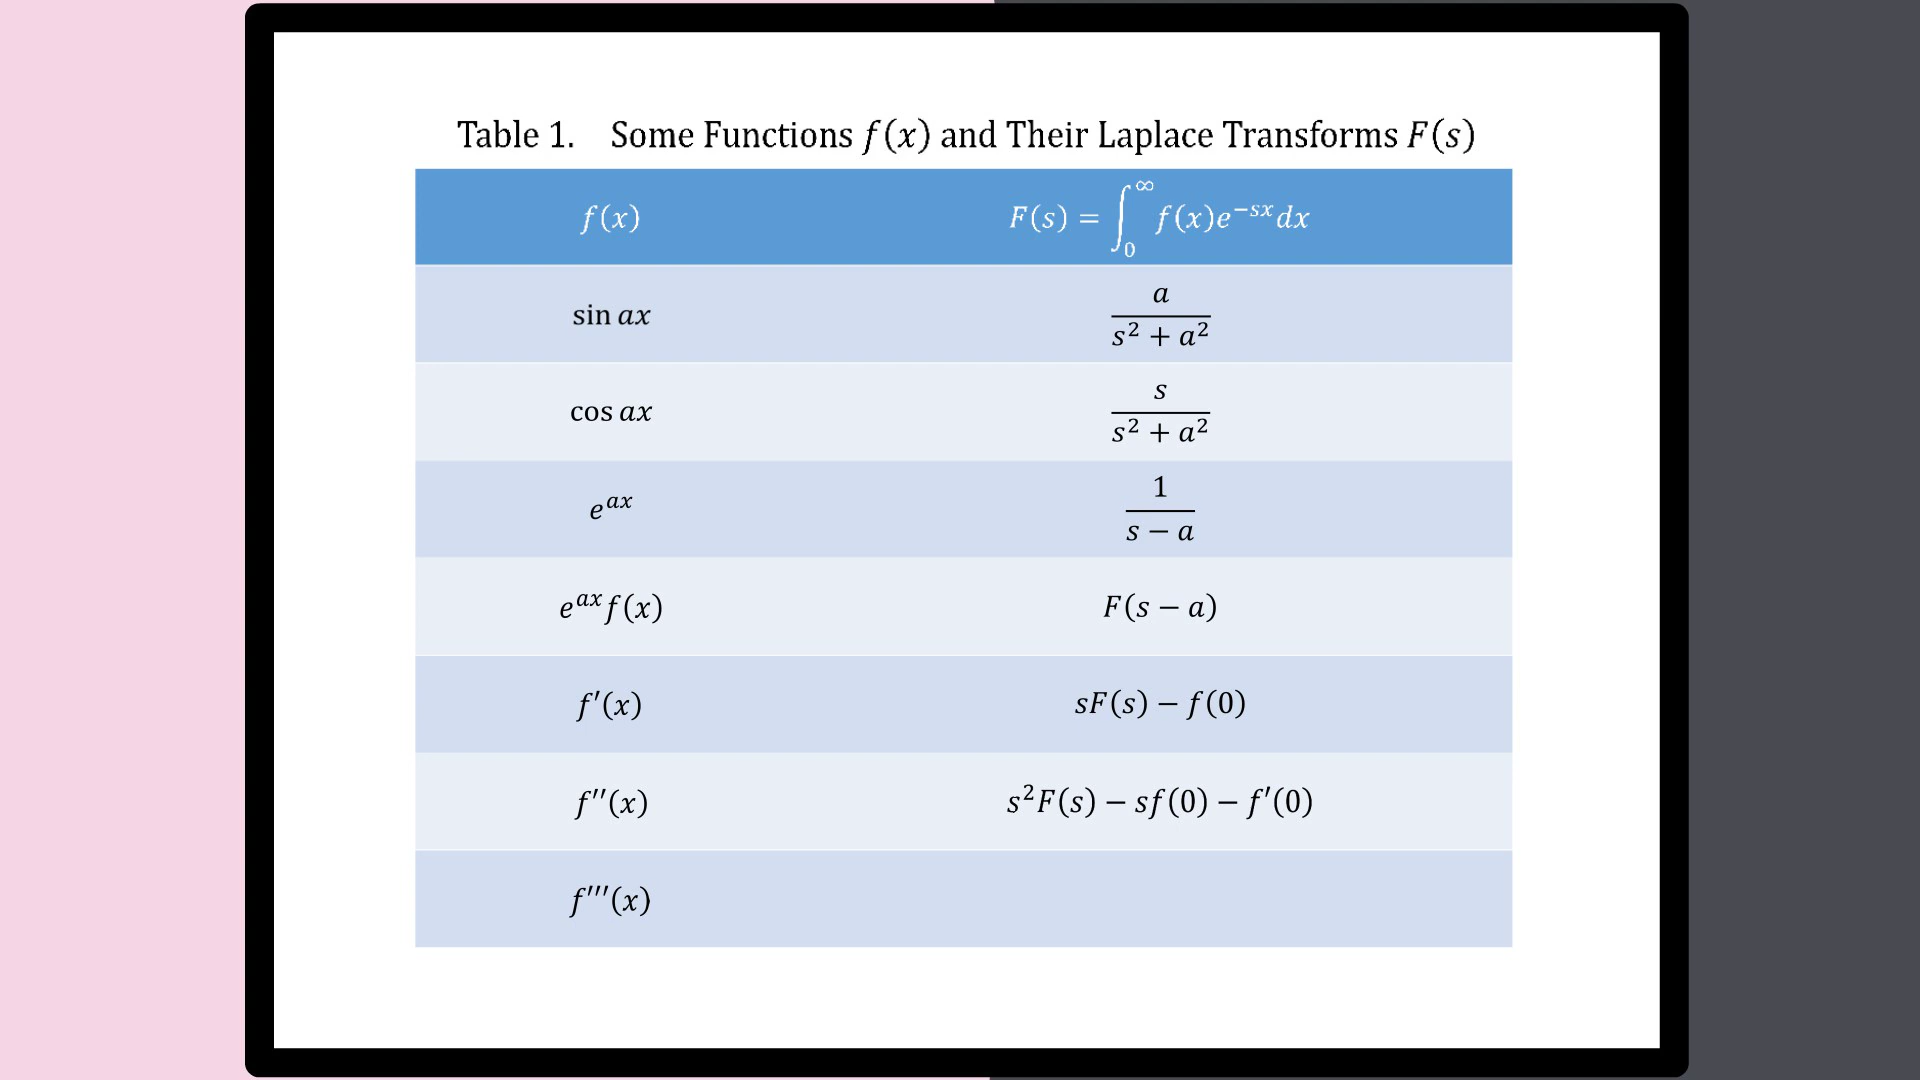 Table 1. Some Functions f(x) and Their Laplace Transforms F(s)
f(x) F(s) = ∫₀^∞ f(x)e^{−sx}dx
sin ax a/(s² + a²)
cos ax s/(s² + a²)
e^{ax} 1/(s − a)
e^{ax}f(x) F(s − a)
f′(x) sF(s) − f(0)
f′′(x) s²F(s) − sf(0) − f′(0)
f′′′(x)